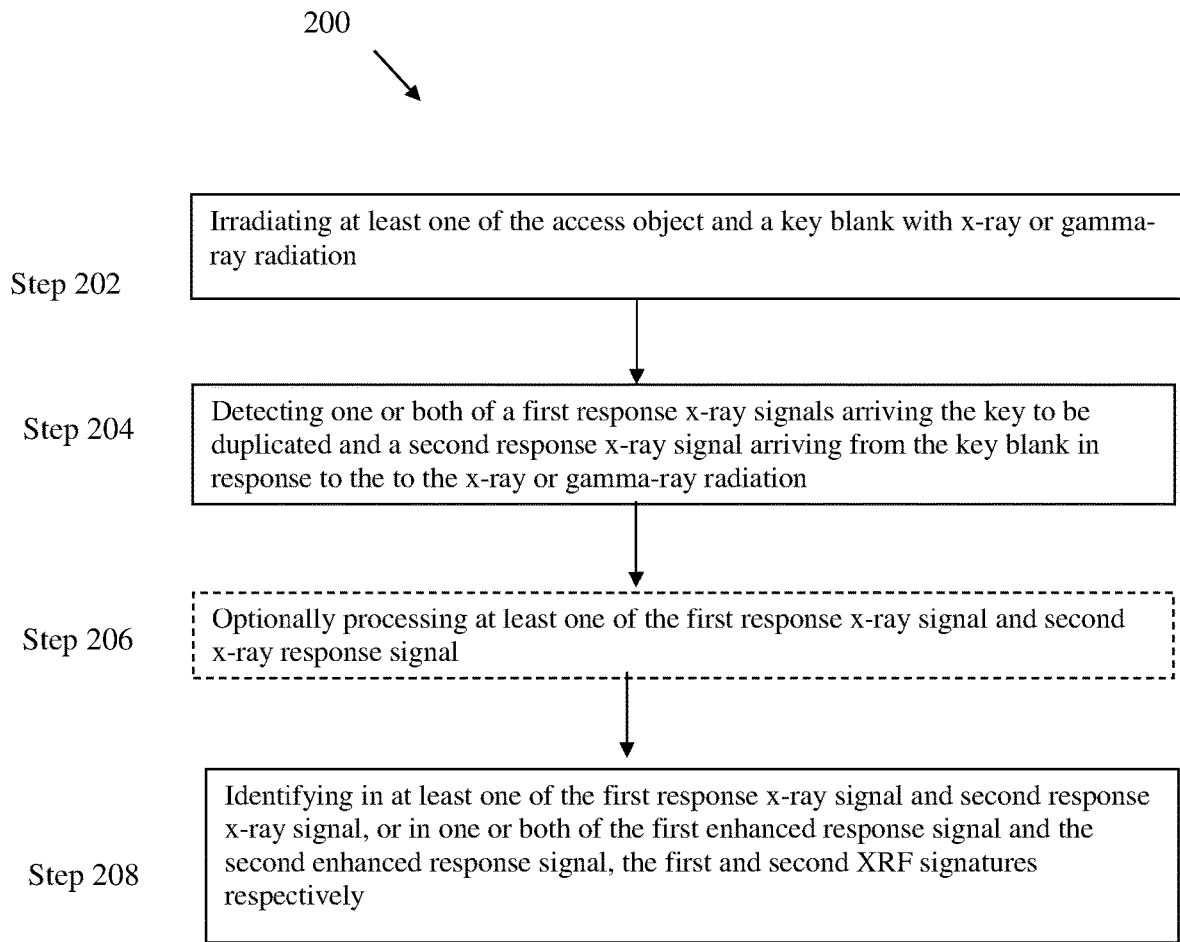 200
Irradiating at least one of the access object and a key blank with x-ray or gamma-
ray radiation
Step 202
Detecting one or both of a first response x-ray signals arriving the key to be
duplicated and a second response x-ray signal arriving from the key blank in
response to the to the x-ray or gamma-ray radiation
Step 204
Optionally processing at least one of the first response x-ray signal and second
x-ray response signal
Step 206
Identifying in at least one of the first response x-ray signal and second response
x-ray signal, or in one or both of the first enhanced response signal and the
second enhanced response signal, the first and second XRF signatures
respectively
Step 208